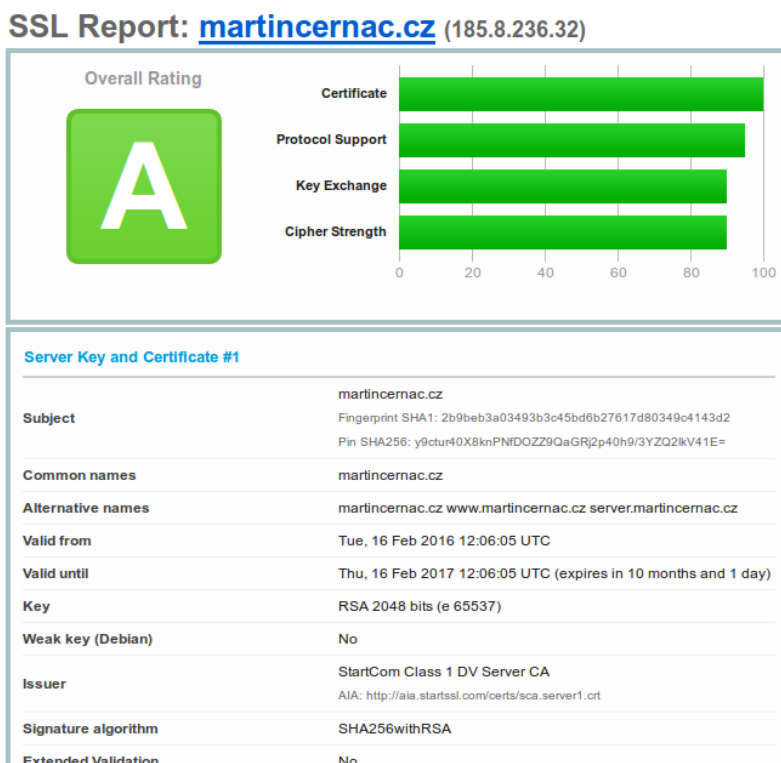 SSL Report: martincernac.cz (185.8.236.32)
Overall Rating
A
Certificate
Protocol Support
Key Exchange
Cipher Strength
0 20 40 60 80 100
Server Key and Certificate #1
Subject
martincernac.cz
Fingerprint SHA1: 2b9beb3a03493b3c45bd6b27617d80349c4143d2
Pin SHA256: y9ctur40X8knPNfDOZZ9QaGRj2p40h9/3YZQ2lkV41E=
Common names martincernac.cz
Alternative names martincernac.cz www.martincernac.cz server.martincernac.cz
Valid from Tue, 16 Feb 2016 12:06:05 UTC
Valid until Thu, 16 Feb 2017 12:06:05 UTC (expires in 10 months and 1 day)
Key RSA 2048 bits (e 65537)
Weak key (Debian) No
Issuer
StartCom Class 1 DV Server CA
AIA: http://aia.startssl.com/certs/sca.server1.crt
Signature algorithm SHA256withRSA
Extended Validation No